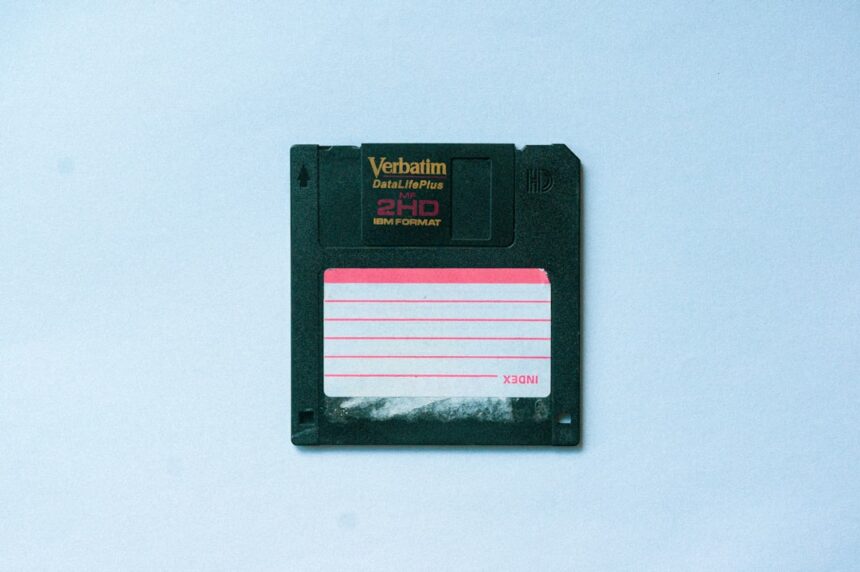 Verbatim
DataLifePlus
MF
2HD
IBM FORMAT
HD
INDEX